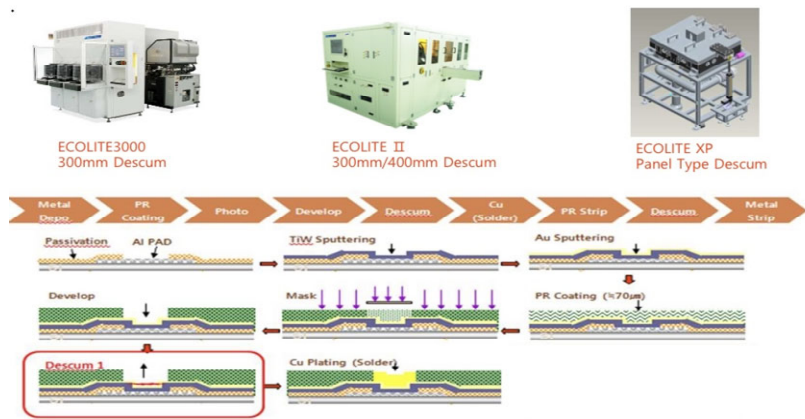 ECOLITE3000
300mm Descum
ECOLITE Ⅱ
300mm/400mm Descum
ECOLITE XP
Panel Type Descum
Metal
Depo
PR
Coating
Photo
Develop
Descum
Cu
(Solder)
PR Strip
Descum
Metal
Strip
Passivation
Al PAD
TiW Sputtering
Au Sputtering
Develop
Mask
PR Coating (≒70㎛)
Descum 1
Cu Plating (Solder)